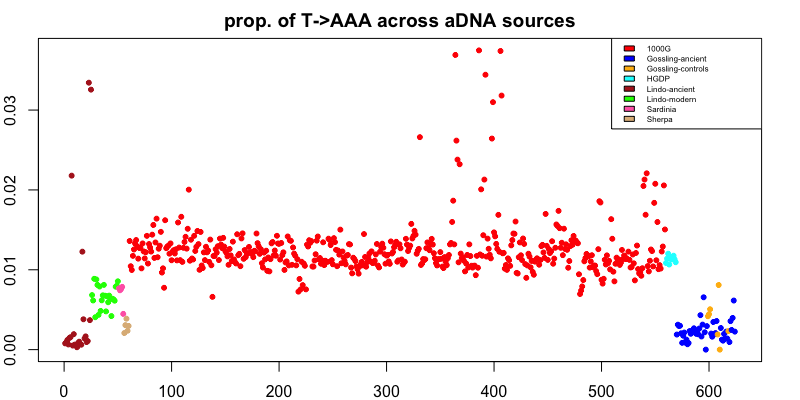 prop. of T->AAA across aDNA sources
1000G
Gossling-ancient
Gossling-controls
HGDP
Lindo-ancient
Lindo-modern
Sardinia
Sherpa
0.03
0.02
0.01
0.00
0 100 200 300 400 500 600